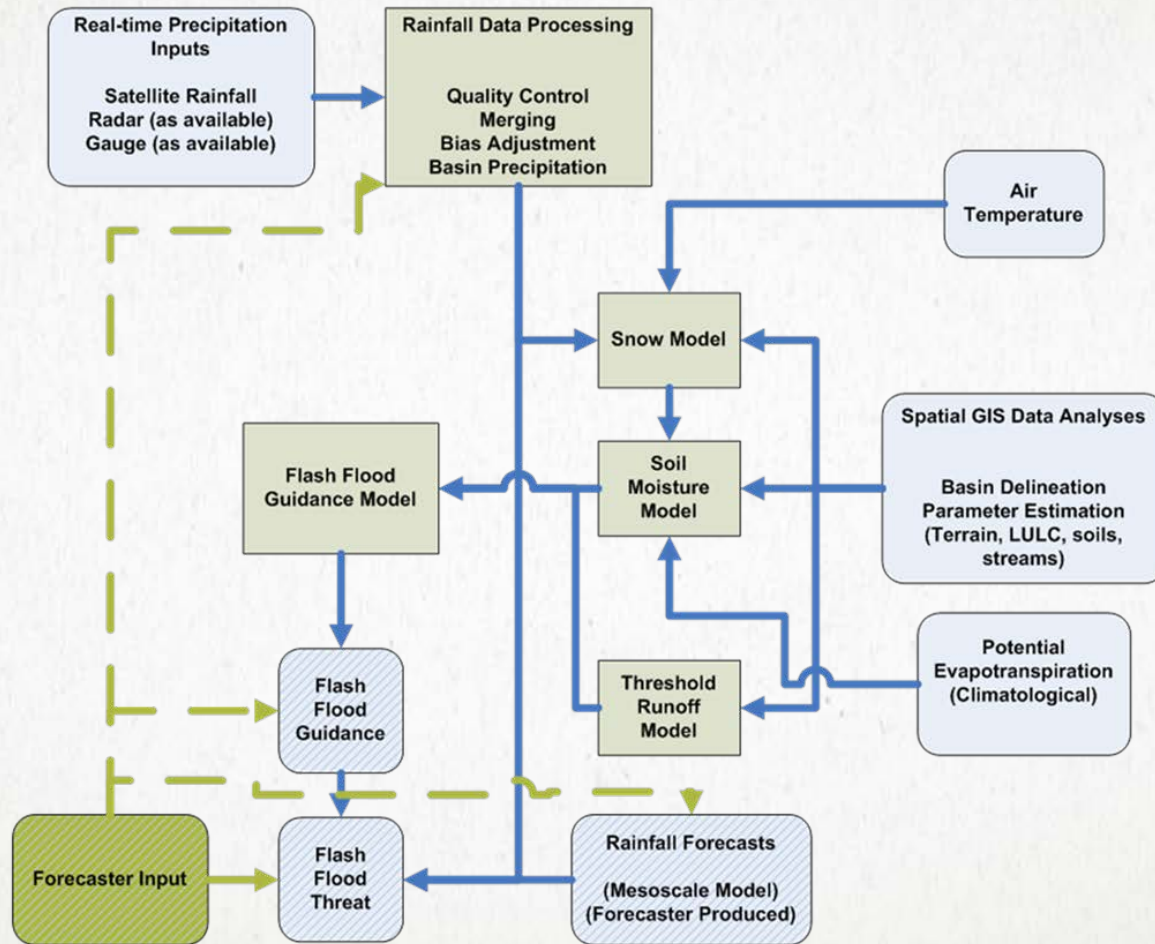 Real-time Precipitation
Inputs
Satellite Rainfall
Radar (as available)
Gauge (as available)
Rainfall Data Processing
Quality Control
Merging
Bias Adjustment
Basin Precipitation
Air
Temperature
Snow Model
Spatial GIS Data Analyses
Basin Delineation
Parameter Estimation
(Terrain, LULC, soils,
streams)
Flash Flood
Guidance Model
Soil
Moisture
Model
Potential
Evapotranspiration
(Climatological)
Flash
Flood
Guidance
Threshold
Runoff
Model
Forecaster Input
Flash
Flood
Threat
Rainfall Forecasts
(Mesoscale Model)
(Forecaster Produced)